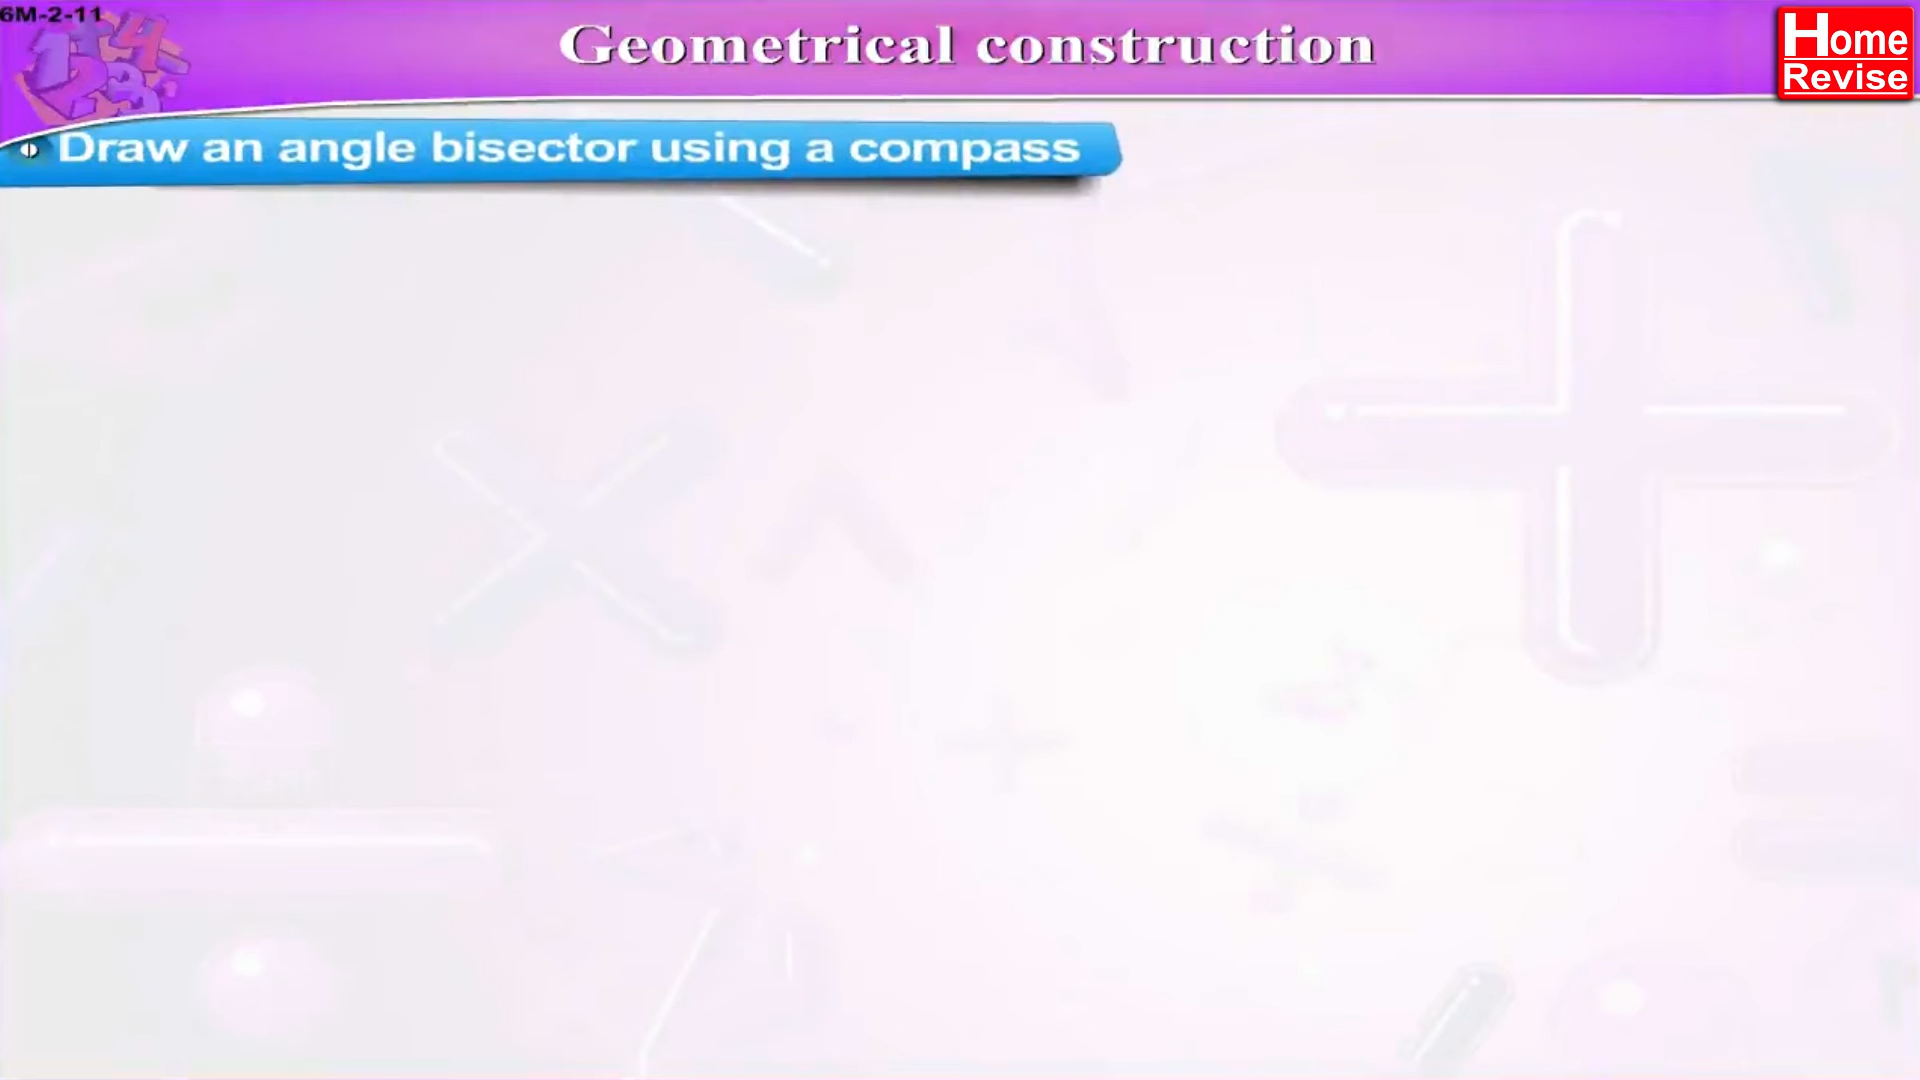 6M-2-11
Geometrical construction
Home
Revise
• Draw an angle bisector using a compass